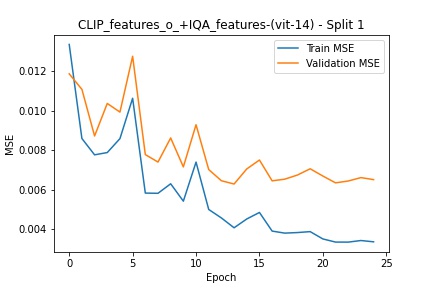 CLIP_features_o_+IQA_features-(vit-14) - Split 1
Train MSE
Validation MSE
MSE
0.012
0.010
0.008
0.006
0.004
0 5 10 15 20 25
Epoch